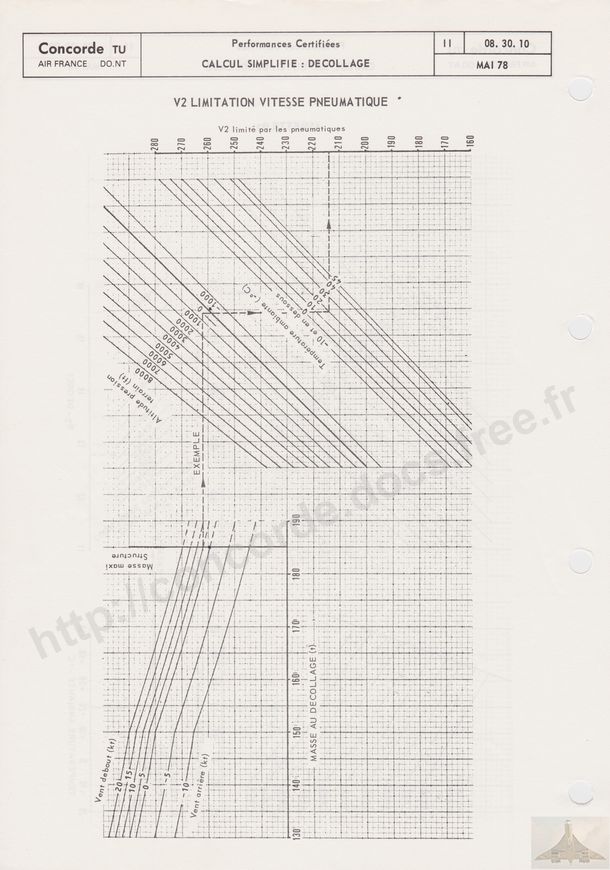 Concorde TU
AIR FRANCE DO.NT
Performances Certifiées
CALCUL SIMPLIFIE : DECOLLAGE
11
08. 30. 10
MAI 78
V2 LIMITATION VITESSE PNEUMATIQUE *
V2 limité par les pneumatiques
280
270
260
250
240
230
220
210
200
190
180
170
160
45
40
30
20
10
0
-10 et en dessous
Température ambiante (°C)
-1000
0
1000
2000
3000
4000
5000
6000
7000
8000
Altitude pression
terrain (ft)
EXEMPLE
Masse maxi
Structure
190
180
170
160
150
140
130
MASSE AU DECOLLAGE (t)
Vent debout (kt)
20
15
10
5
0
-5
-10
Vent arrière (kt)
http://concorde.docs.free.fr